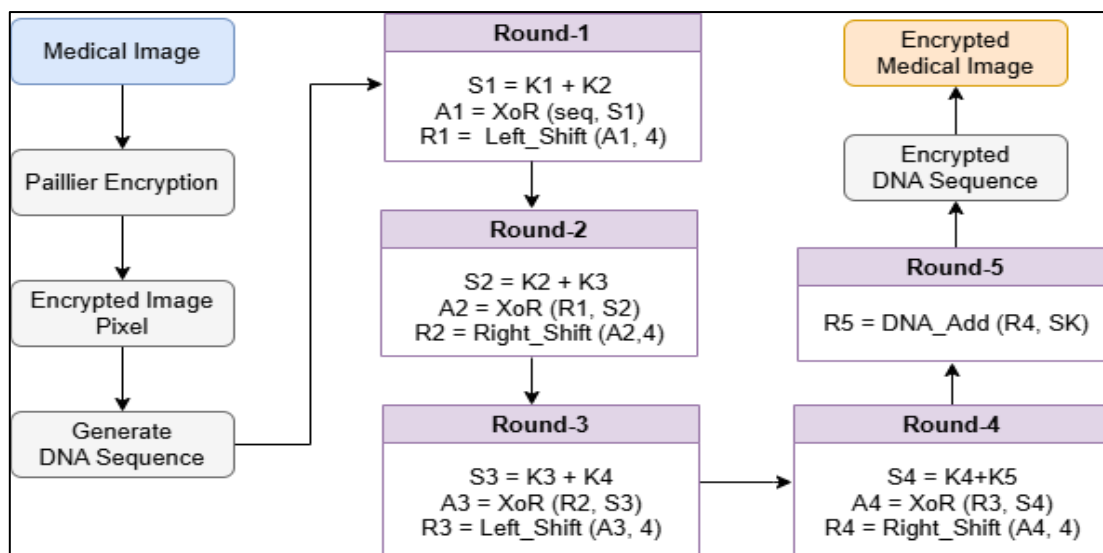 Medical Image
Paillier Encryption
Encrypted Image
Pixel
Generate
DNA Sequence
Round-1
S1 = K1 + K2
A1 = XoR (seq, S1)
R1 =  Left_Shift (A1, 4)
Round-2
S2 = K2 + K3
A2 = XoR (R1, S2)
R2 = Right_Shift (A2,4)
Round-3
S3 = K3 + K4
A3 = XoR (R2, S3)
R3 = Left_Shift (A3, 4)
Round-4
S4 = K4+K5
A4 = XoR (R3, S4)
R4 = Right_Shift (A4, 4)
Round-5
R5 = DNA_Add (R4, SK)
Encrypted
DNA Sequence
Encrypted
Medical Image